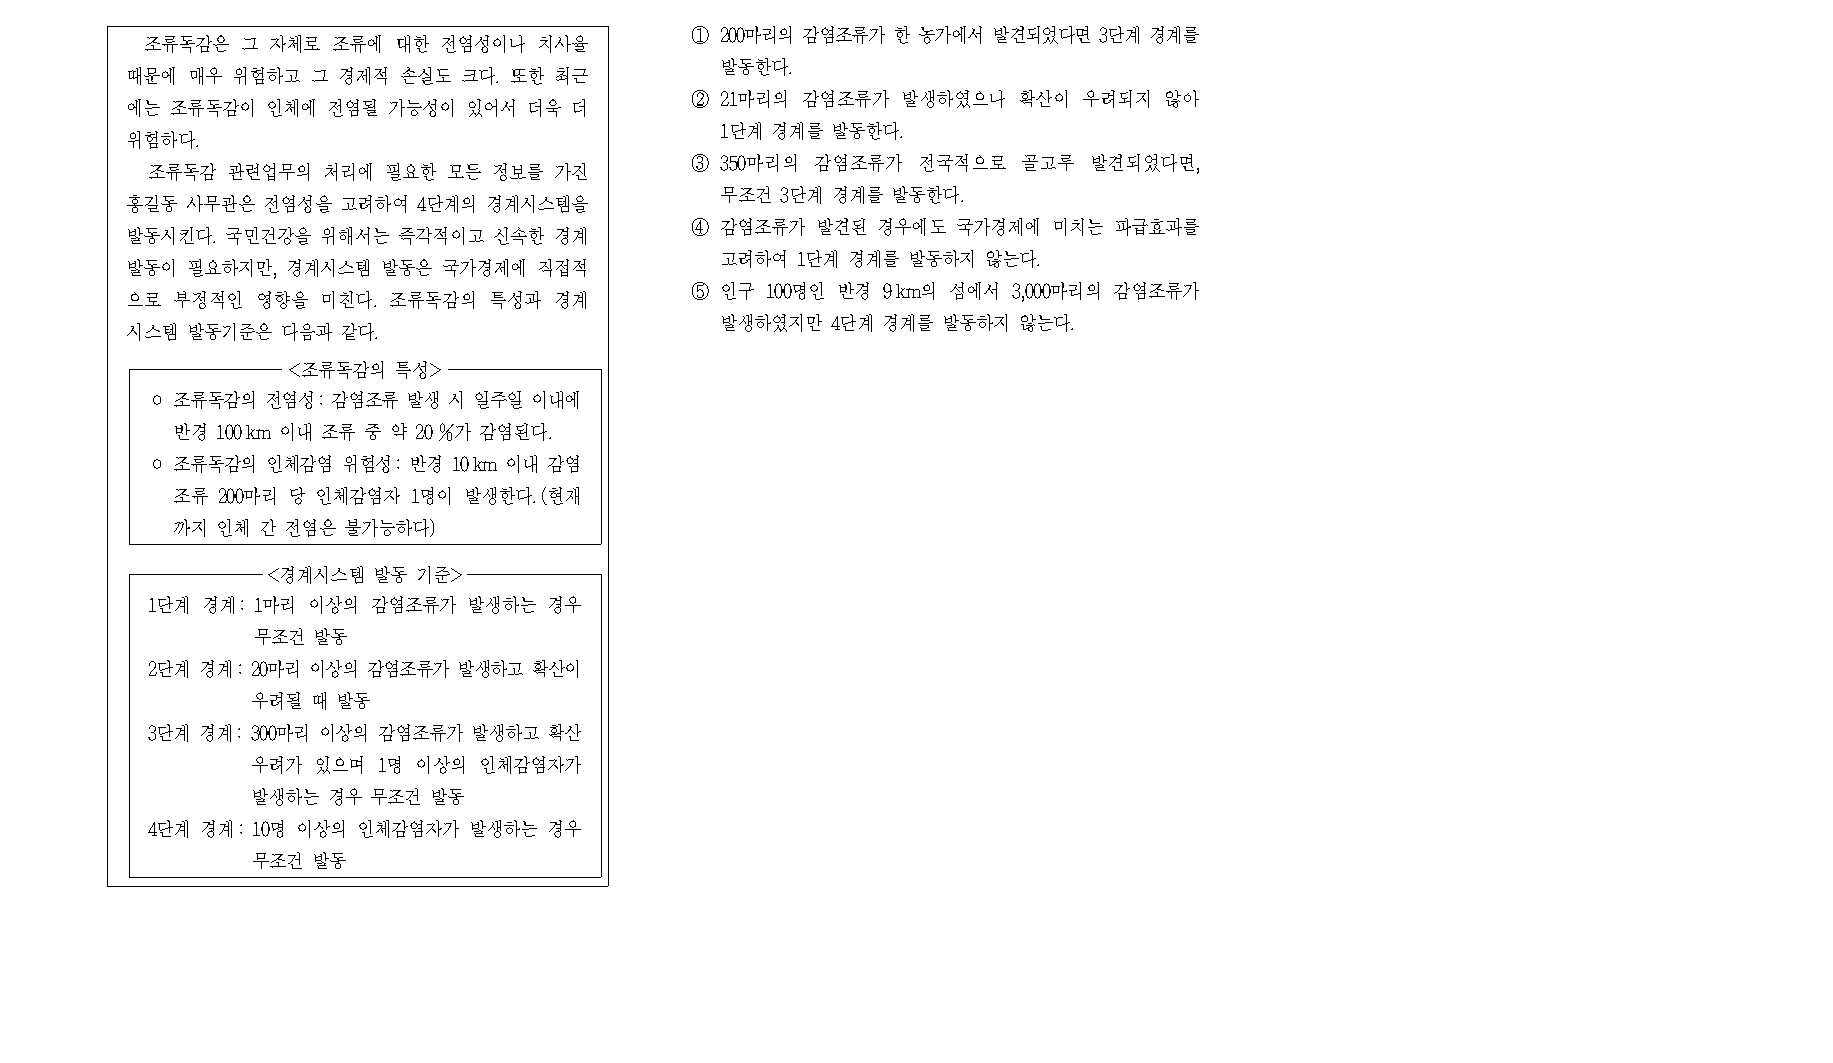 조류독감은 그 자체로 조류에 대한 전염성이나 치사율
때문에 매우 위험하고 그 경제적 손실도 크다. 또한 최근
에는 조류독감이 인체에 전염될 가능성이 있어서 더욱 더
위험하다.
조류독감 관련업무의 처리에 필요한 모든 정보를 가진
홍길동 사무관은 전염성을 고려하여 4단계의 경계시스템을
발동시킨다. 국민건강을 위해서는 즉각적이고 신속한 경계
발동이 필요하지만, 경계시스템 발동은 국가경제에 직접적
으로 부정적인 영향을 미친다. 조류독감의 특성과 경계
시스템 발동기준은 다음과 같다.
<조류독감의 특성>
○ 조류독감의 전염성 : 감염조류 발생 시 일주일 이내에
반경 100 km 이내 조류 중 약 20 %가 감염된다.
○ 조류독감의 인체감염 위험성 : 반경 10 km 이내 감염
조류 200마리 당 인체감염자 1명이 발생한다. (현재
까지 인체 간 전염은 불가능하다)
<경계시스템 발동 기준>
1단계 경계 : 1마리 이상의 감염조류가 발생하는 경우
무조건 발동
2단계 경계 : 20마리 이상의 감염조류가 발생하고 확산이
우려될 때 발동
3단계 경계 : 300마리 이상의 감염조류가 발생하고 확산
우려가 있으며 1명 이상의 인체감염자가
발생하는 경우 무조건 발동
4단계 경계 : 10명 이상의 인체감염자가 발생하는 경우
무조건 발동
① 200마리의 감염조류가 한 농가에서 발견되었다면 3단계 경계를
발동한다.
② 21마리의 감염조류가 발생하였으나 확산이 우려되지 않아
1단계 경계를 발동한다.
③ 350마리의 감염조류가 전국적으로 골고루 발견되었다면,
무조건 3단계 경계를 발동한다.
④ 감염조류가 발견된 경우에도 국가경제에 미치는 파급효과를
고려하여 1단계 경계를 발동하지 않는다.
⑤ 인구 100명인 반경 9 km의 섬에서 3,000마리의 감염조류가
발생하였지만 4단계 경계를 발동하지 않는다.